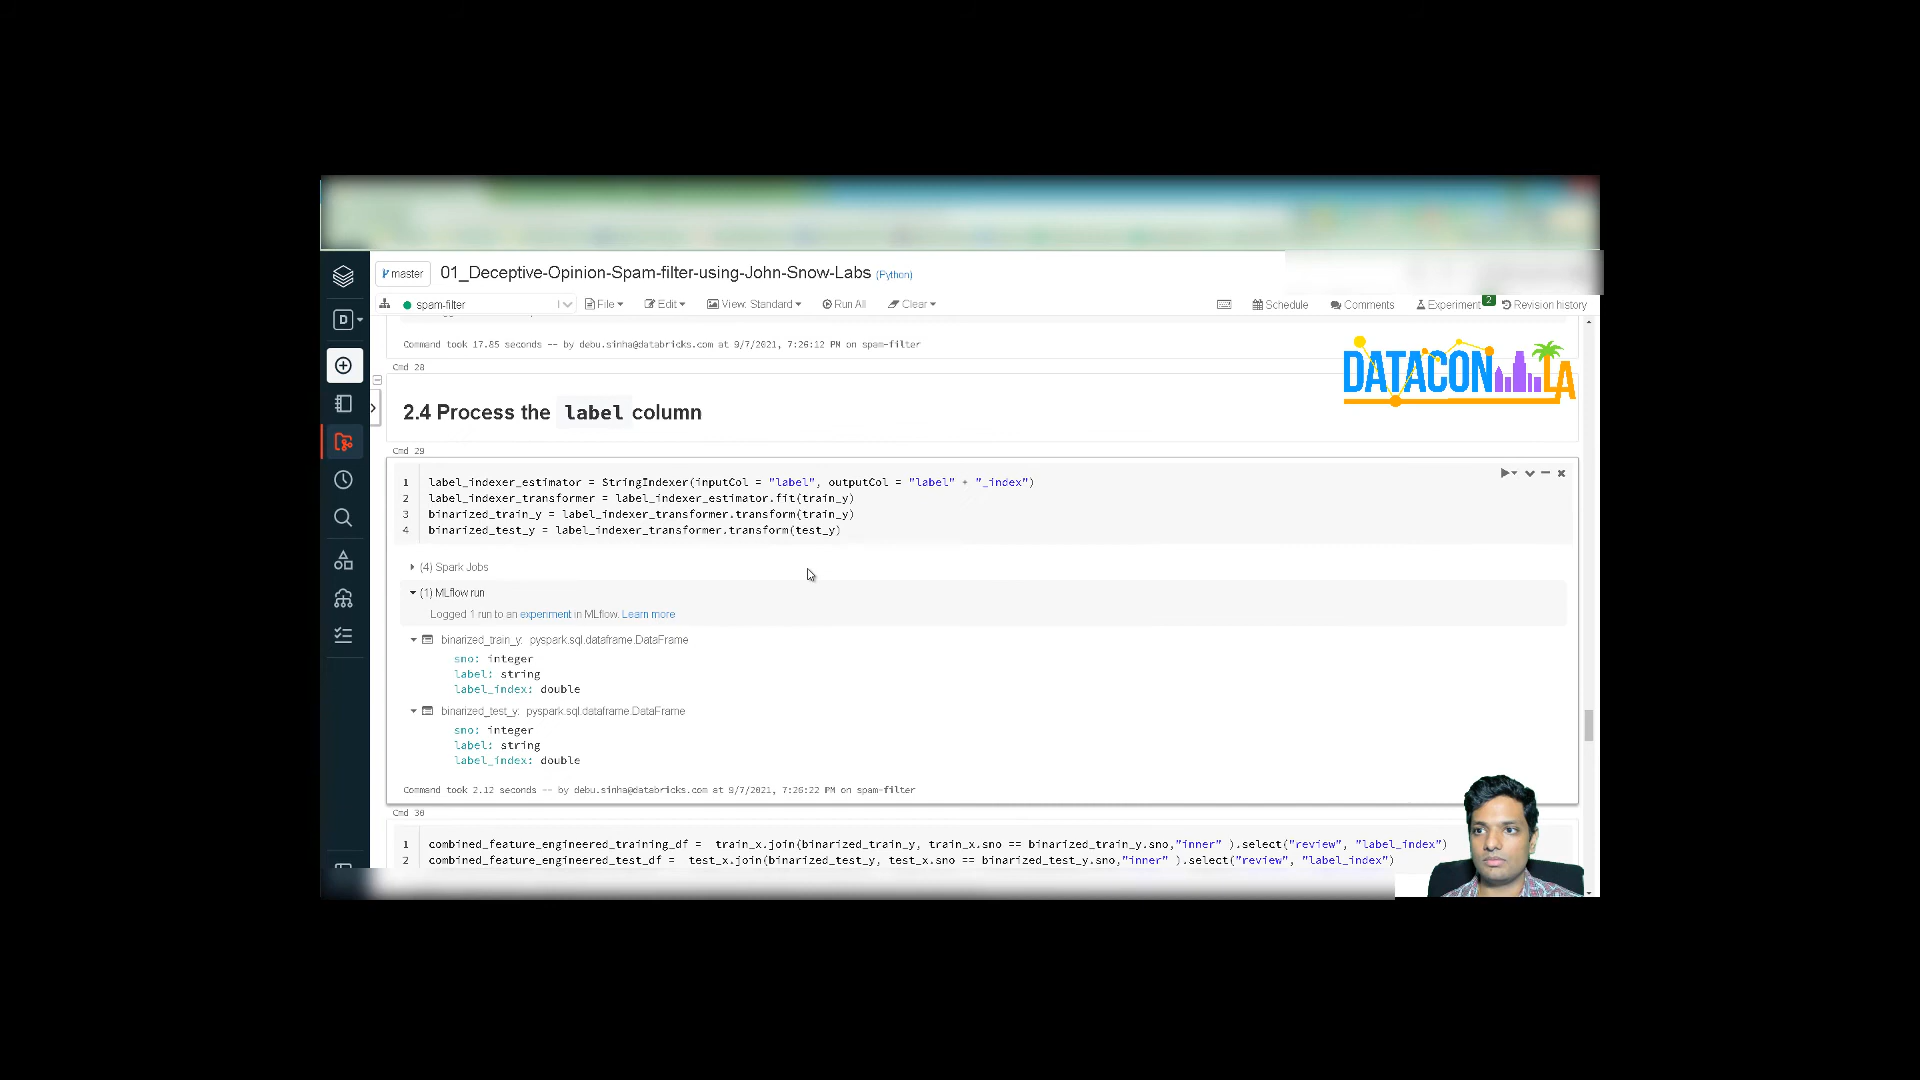 master
01_Deceptive-Opinion-Spam-filter-using-John-Snow-Labs (Python)
spam-filter
File
Edit
View: Standard
Run All
Clear
Schedule
Comments
Experiment 2
Revision history
D
Command took 17.85 seconds -- by debu.sinha@databricks.com at 9/7/2021, 7:26:12 PM on spam-filter
DATACON LA
Cmd 28
2.4 Process the label column
Cmd 29
1 label_indexer_estimator = StringIndexer(inputCol = "label", outputCol = "label" + "_index")
2 label_indexer_transformer = label_indexer_estimator.fit(train_y)
3 binarized_train_y = label_indexer_transformer.transform(train_y)
4 binarized_test_y = label_indexer_transformer.transform(test_y)
(4) Spark Jobs
(1) MLflow run
Logged 1 run to an experiment in MLflow. Learn more
binarized_train_y: pyspark.sql.dataframe.DataFrame
sno: integer
label: string
label_index: double
binarized_test_y: pyspark.sql.dataframe.DataFrame
sno: integer
label: string
label_index: double
Command took 2.12 seconds -- by debu.sinha@databricks.com at 9/7/2021, 7:26:22 PM on spam-filter
Cmd 30
1 combined_feature_engineered_training_df = train_x.join(binarized_train_y, train_x.sno == binarized_train_y.sno,"inner" ).select("review", "label_index")
2 combined_feature_engineered_test_df = test_x.join(binarized_test_y, test_x.sno == binarized_test_y.sno,"inner" ).select("review", "label_index")